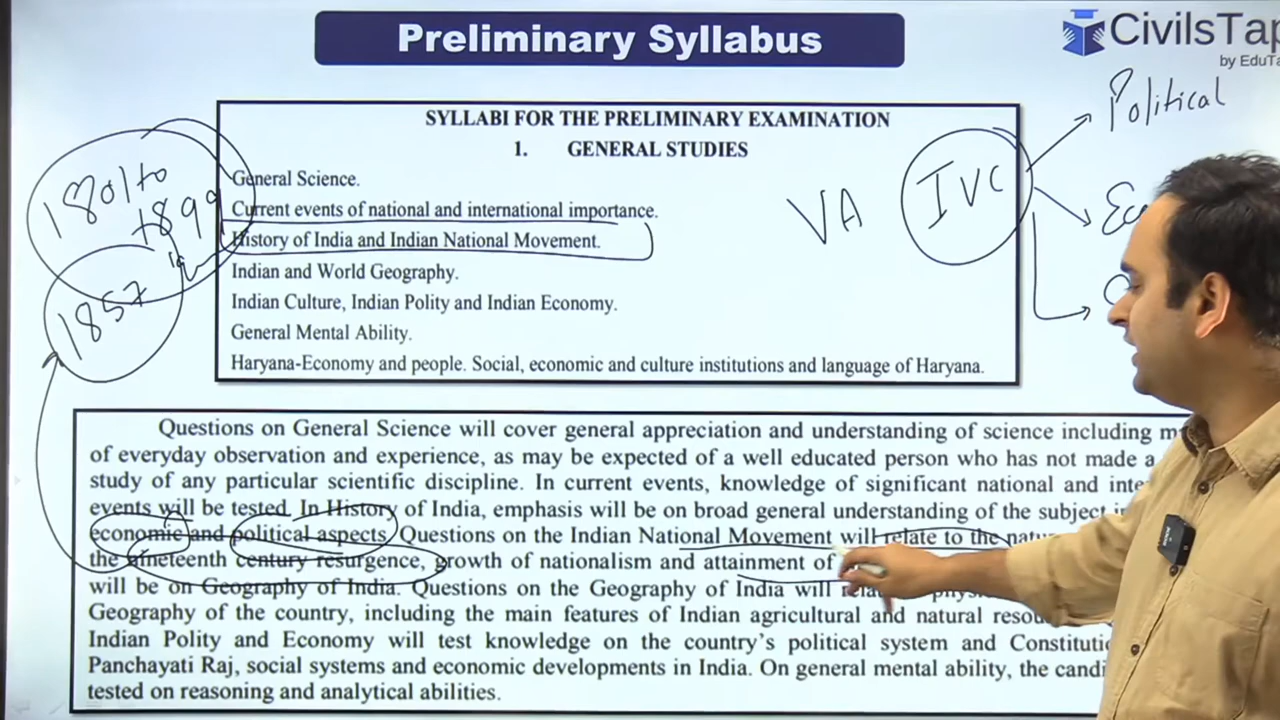 Preliminary Syllabus
CivilsTap
by EduTa
SYLLABI FOR THE PRELIMINARY EXAMINATION
1. GENERAL STUDIES
General Science.
Current events of national and international importance.
History of India and Indian National Movement.
Indian and World Geography.
Indian Culture, Indian Polity and Indian Economy.
General Mental Ability.
Haryana-Economy and people. Social, economic and culture institutions and language of Haryana.
1801 to
1899
1857
VA
IVC
Political
Ec
Questions on General Science will cover general appreciation and understanding of science including m
of everyday observation and experience, as may be expected of a well educated person who has not made a
study of any particular scientific discipline. In current events, knowledge of significant national and inte
events will be tested. In History of India, emphasis will be on broad general understanding of the subject i
economic and political aspects. Questions on the Indian National Movement will relate to the natu
the nineteenth century resurgence, growth of nationalism and attainment of
will be on Geography of India. Questions on the Geography of India will rela physi
Geography of the country, including the main features of Indian agricultural and natural resou
Indian Polity and Economy will test knowledge on the country's political system and Constituti
Panchayati Raj, social systems and economic developments in India. On general mental ability, the candi
tested on reasoning and analytical abilities.